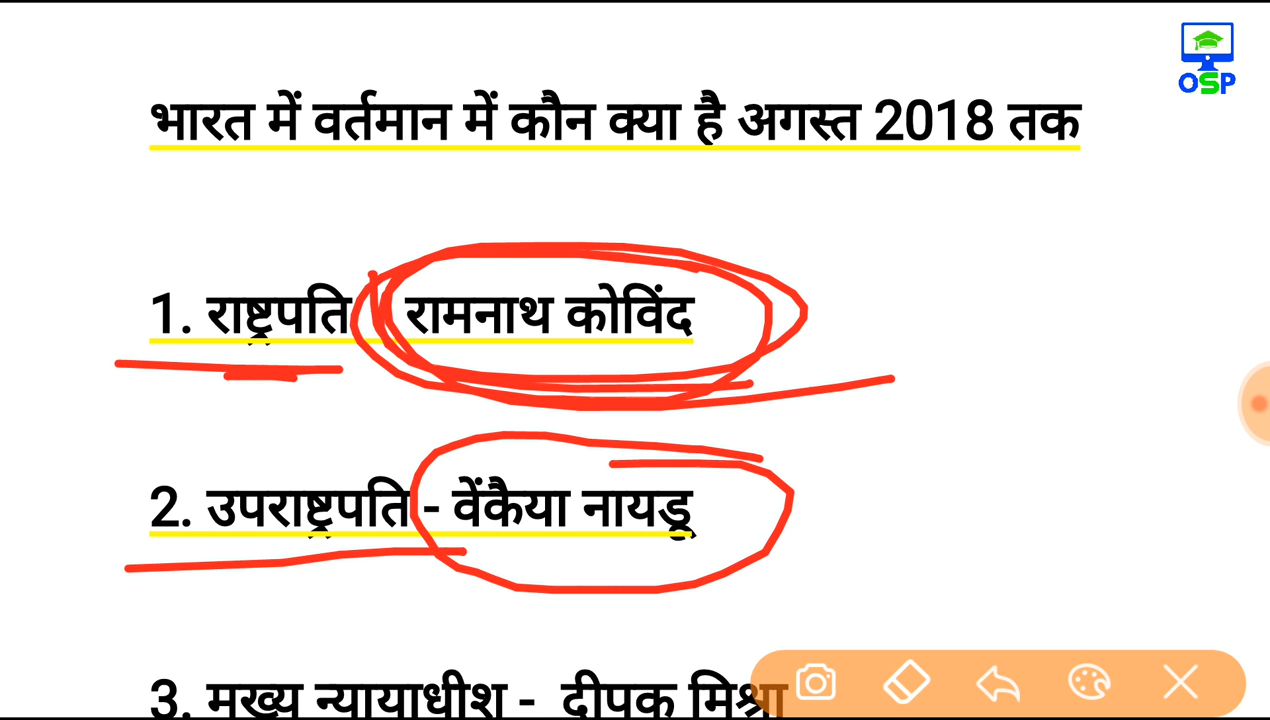 OSP
भारत में वर्तमान में कौन क्या है अगस्त 2018 तक
1. राष्ट्रपति रामनाथ कोविंद
2. उपराष्ट्रपति - वेंकैया नायडू
3. मुख्य न्यायाधीश - दीपक मिश्रा